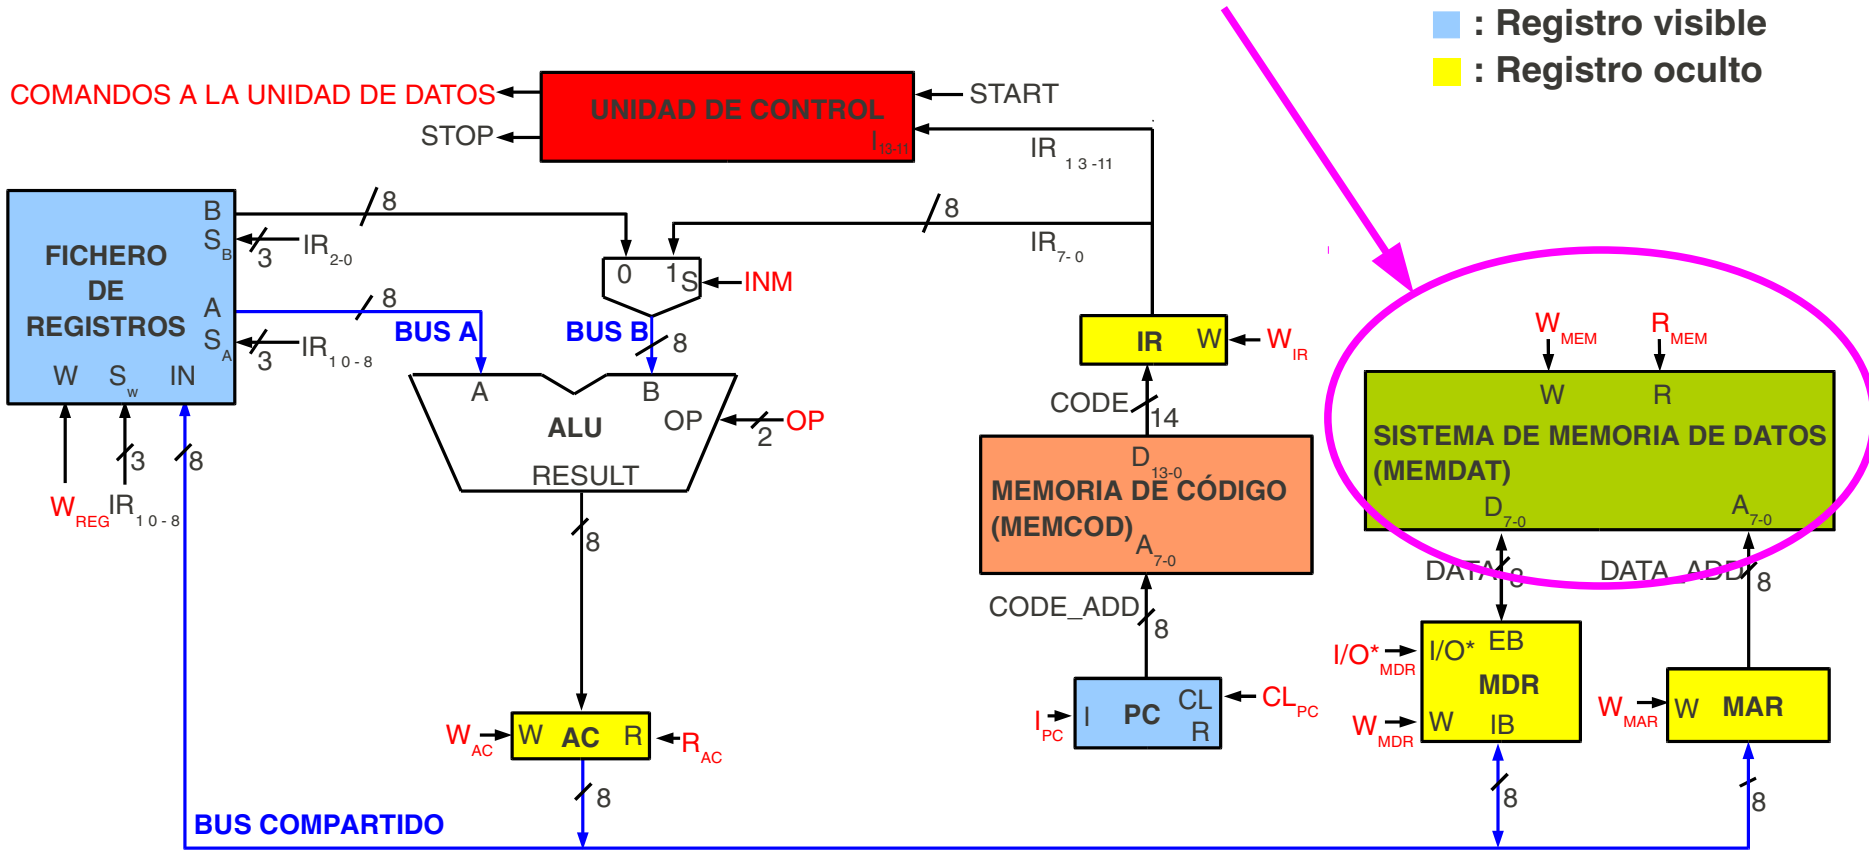 : Registro visible
: Registro oculto
COMANDOS A LA UNIDAD DE DATOS
UNIDAD DE CONTROL
START
STOP
I13-11
IR 13-11
B
8
8
SB
3
IR2-0
IR7-0
FICHERO
DE
REGISTROS
0
1
S
INM
A
8
BUS A
BUS B
8
SA
3
IR10-8
W
Sw
IN
IR
W
WIR
WMEM
RMEM
A
B
ALU
OP
2
OP
CODE
14
W
R
3
8
RESULT
SISTEMA DE MEMORIA DE DATOS
(MEMDAT)
D13-0
MEMORIA DE CÓDIGO
(MEMCOD)
A7-0
D7-0
A7-0
WREG
IR10-8
8
DATA
8
DATA_ADD
8
CODE_ADD
8
I/O*MDR
I/O*
EB
MDR
WMDR
W
IB
IPC
I
PC
CL
R
CLPC
WMAR
W
MAR
WAC
W
AC
R
RAC
8
8
8
BUS COMPARTIDO